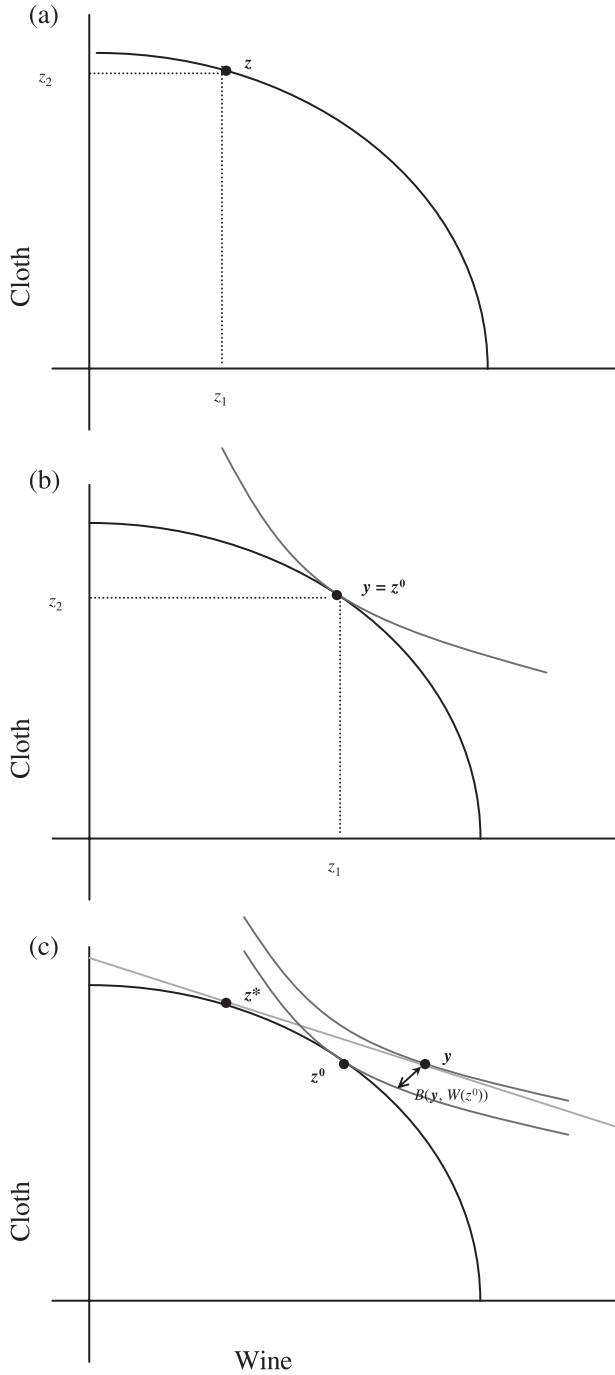 (a)
z
z₂
Cloth
z₁
(b)
y = z⁰
z₂
Cloth
z₁
(c)
z*
y
z⁰
B(y, W(z⁰))
Cloth
Wine